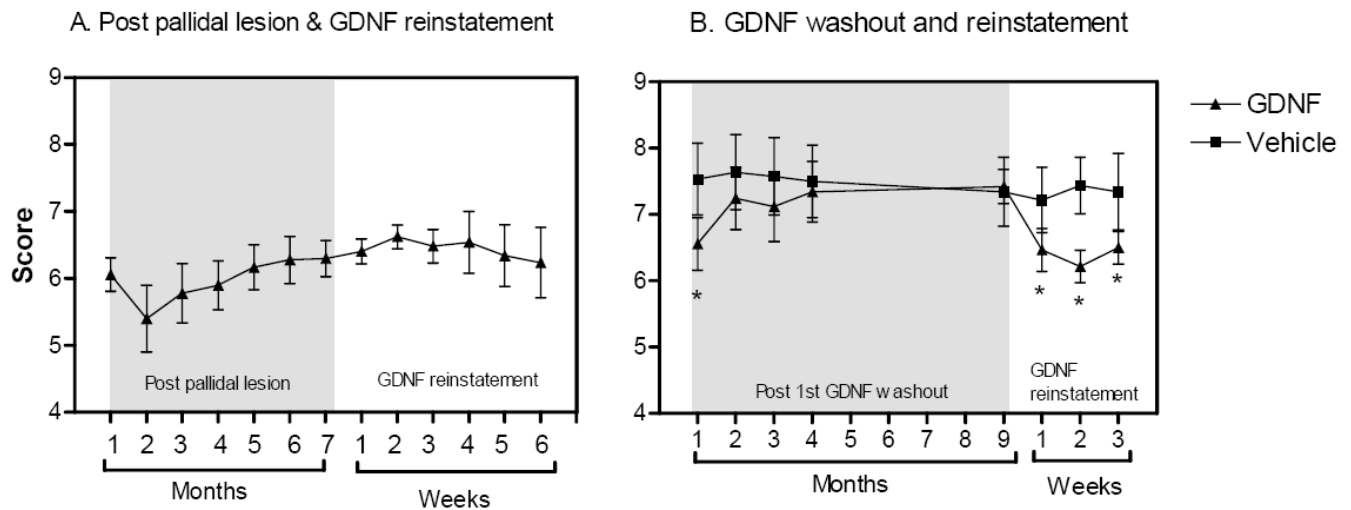 A. Post pallidal lesion & GDNF reinstatement
B. GDNF washout and reinstatement
Score
9
8
7
6
5
4
Post pallidal lesion
GDNF reinstatement
1 2 3 4 5 6 7 1 2 3 4 5 6
Months
Weeks
9
8
7
6
5
4
*
* * *
Post 1st GDNF washout
GDNF
reinstatement
1 2 3 4 5 6 7 8 9 1 2 3
Months
Weeks
GDNF
Vehicle